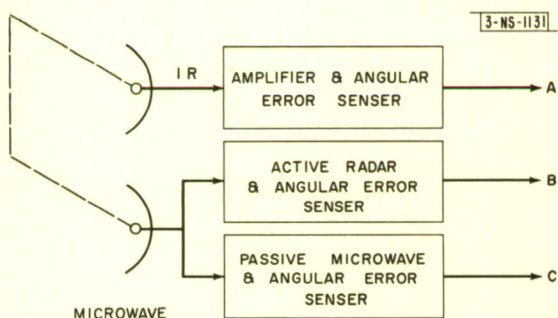 3-NS-1131
IR
AMPLIFIER & ANGULAR
ERROR SENSER
A
ACTIVE RADAR
& ANGULAR ERROR
SENSER
B
PASSIVE MICROWAVE
& ANGULAR ERROR
SENSER
C
MICROWAVE